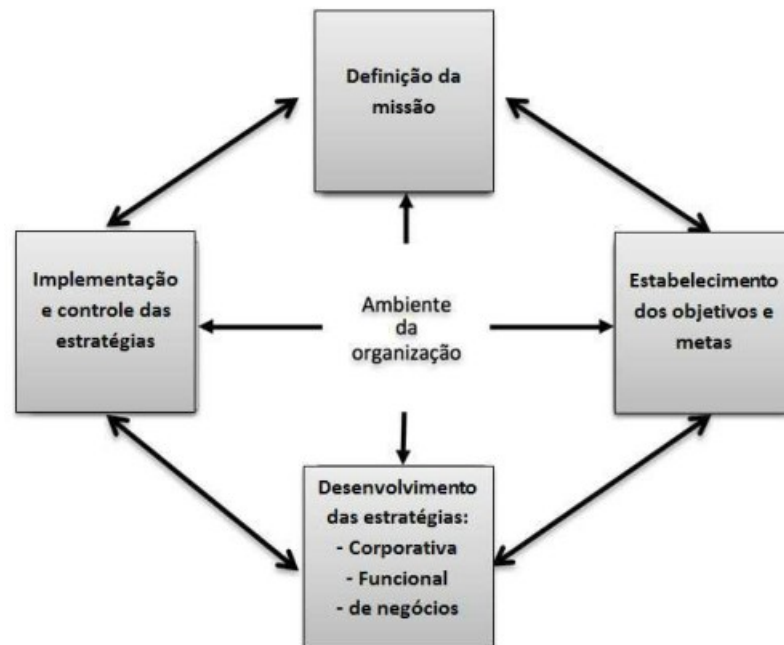 Definição da
missão
Implementação
e controle das
estratégias
Ambiente
da
organização
Estabelecimento
dos objetivos e
metas
Desenvolvimento
das estratégias:
- Corporativa
- Funcional
- de negócios